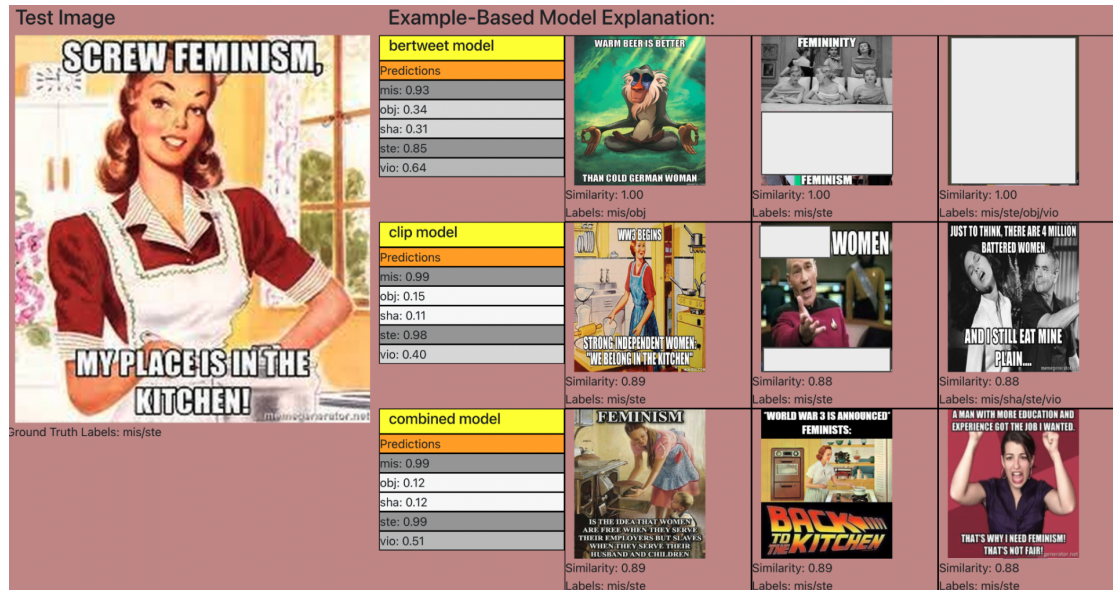 Test Image
Example-Based Model Explanation:
SCREW FEMINISM,
MY PLACE IS IN THE
KITCHEN!
memegenerator.net
Ground Truth Labels: mis/ste
bertweet model
Predictions
mis: 0.93
obj: 0.34
sha: 0.31
ste: 0.85
vio: 0.64
WARM BEER IS BETTER
THAN COLD GERMAN WOMAN
Similarity: 1.00
Labels: mis/obj
FEMININITY
FEMINISM
Similarity: 1.00
Labels: mis/ste
Similarity: 1.00
Labels: mis/ste/obj/vio
clip model
Predictions
mis: 0.99
obj: 0.15
sha: 0.11
ste: 0.98
vio: 0.40
WW3 BEGINS
STRONG INDEPENDENT WOMEN:
"WE BELONG IN THE KITCHEN"
Similarity: 0.89
Labels: mis/ste
WOMEN
Similarity: 0.88
Labels: mis/ste
JUST TO THINK, THERE ARE 4 MILLION
BATTERED WOMEN
AND I STILL EAT MINE
PLAIN....
Similarity: 0.88
Labels: mis/sha/ste/vio
combined model
Predictions
mis: 0.99
obj: 0.12
sha: 0.12
ste: 0.99
vio: 0.51
FEMINISM
IS THE IDEA THAT WOMEN
ARE FREE WHEN THEY SERVE
THEIR EMPLOYERS BUT SLAVES
WHEN THEY SERVE THEIR
HUSBAND AND CHILDREN
Similarity: 0.89
Labels: mis/ste
"WORLD WAR 3 IS ANNOUNCED"
FEMINISTS:
BACK
TO THE KITCHEN
Similarity: 0.89
Labels: mis/ste
A MAN WITH MORE EDUCATION AND
EXPERIENCE GOT THE JOB I WANTED.
THAT'S WHY I NEED FEMINISM!
THAT'S NOT FAIR!
Similarity: 0.88
Labels: mis/ste